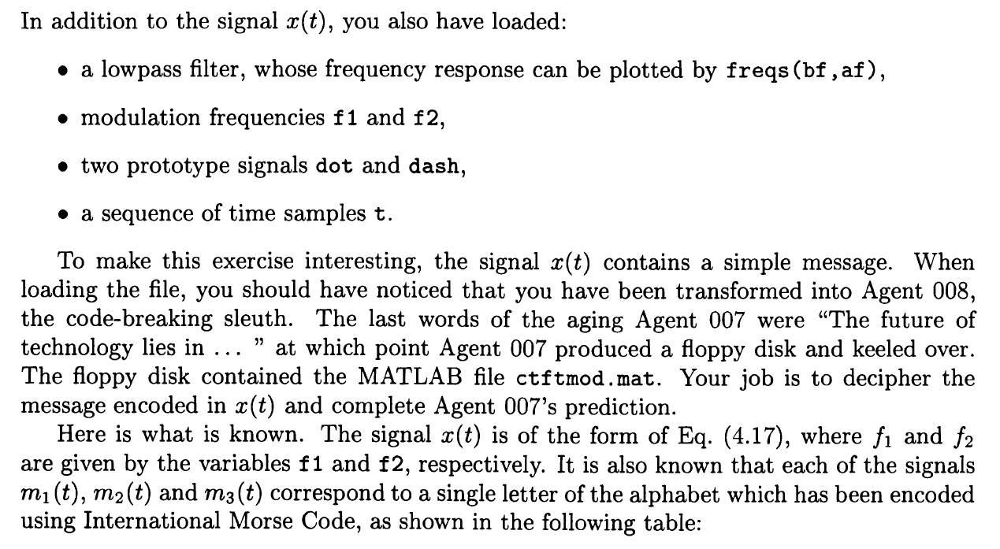 In addition to the signal x(t), you also have loaded:
• a lowpass filter, whose frequency response can be plotted by freqs(bf,af),
• modulation frequencies f1 and f2,
• two prototype signals dot and dash,
• a sequence of time samples t.
To make this exercise interesting, the signal x(t) contains a simple message. When
loading the file, you should have noticed that you have been transformed into Agent 008,
the code-breaking sleuth. The last words of the aging Agent 007 were “The future of
technology lies in ... ” at which point Agent 007 produced a floppy disk and keeled over.
The floppy disk contained the MATLAB file ctftmod.mat. Your job is to decipher the
message encoded in x(t) and complete Agent 007’s prediction.
Here is what is known. The signal x(t) is of the form of Eq. (4.17), where f₁ and f₂
are given by the variables f1 and f2, respectively. It is also known that each of the signals
m₁(t), m₂(t) and m₃(t) correspond to a single letter of the alphabet which has been encoded
using International Morse Code, as shown in the following table: